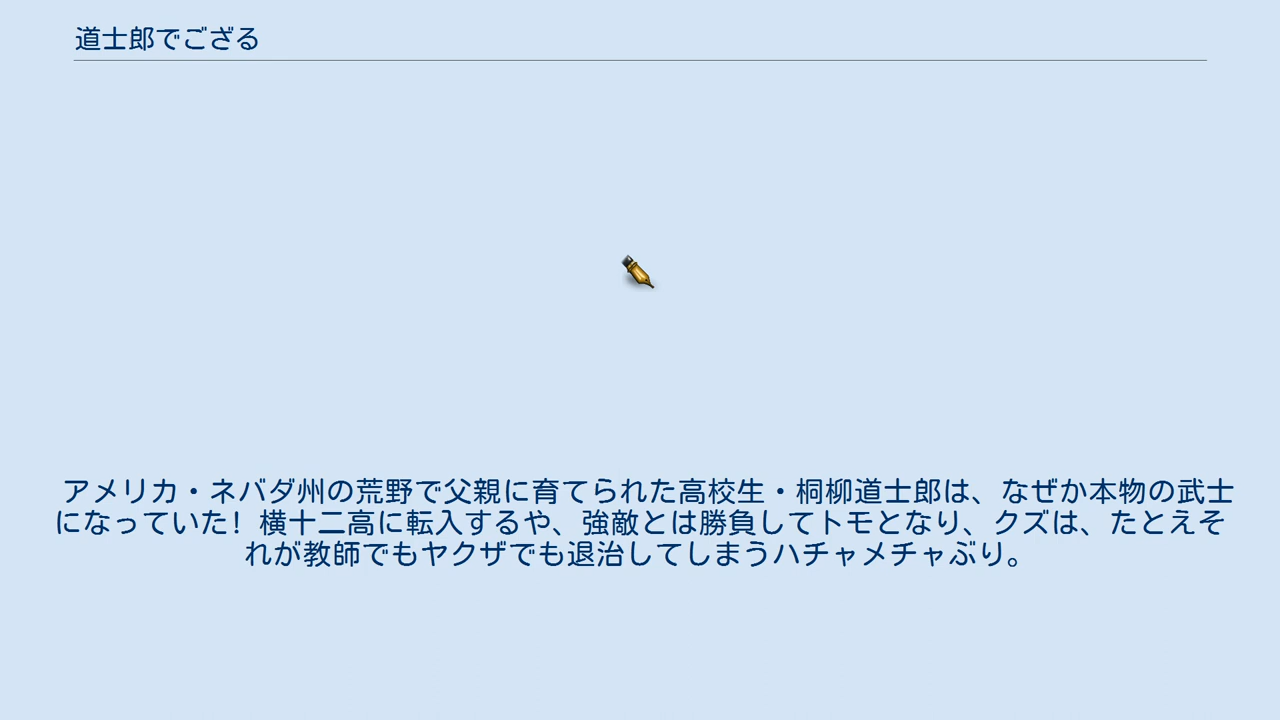 道士郎でござる
アメリカ・ネバダ州の荒野で父親に育てられた高校生・桐柳道士郎は、なぜか本物の武士
になっていた！横十二高に転入するや、強敵とは勝負してトモとなり、クズは、たとえそ
れが教師でもヤクザでも退治してしまうハチャメチャぶり。